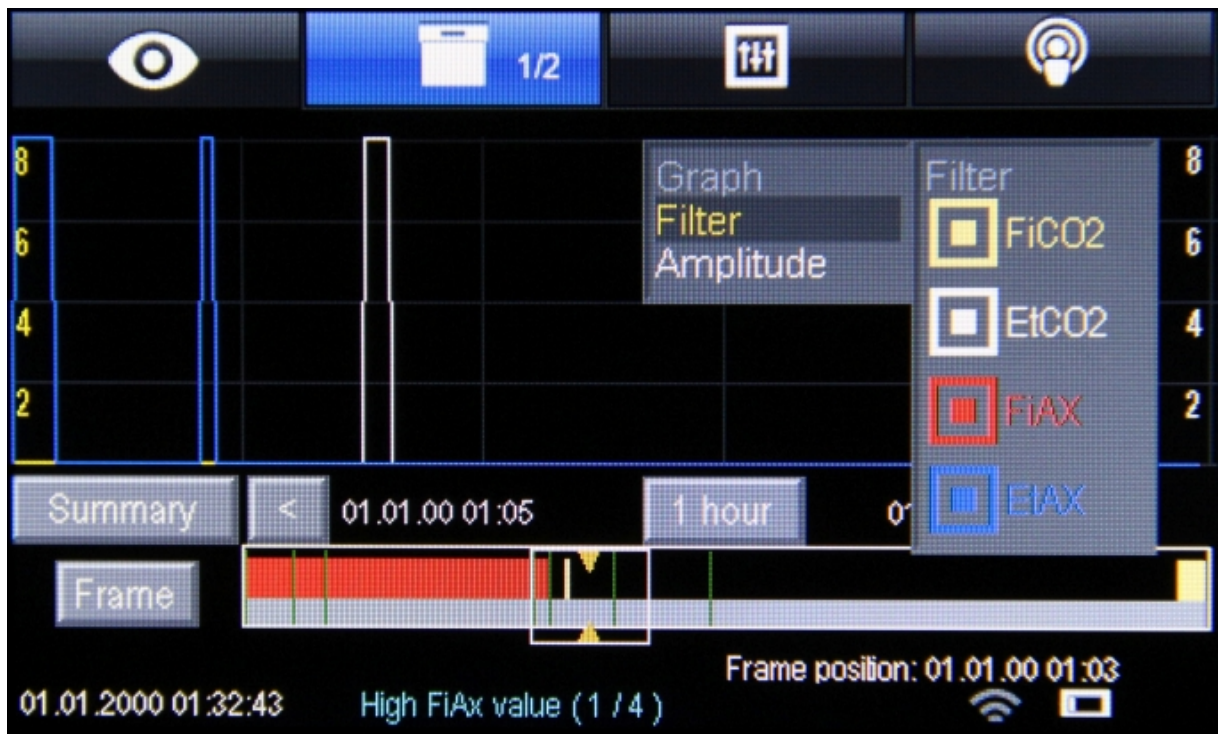 1/2
8
6
4
2
Graph
Filter
Amplitude
Filter
FiCO2
EtCO2
FiAX
EtAX
8
6
4
2
Summary
<
01.01.00 01:05
1 hour
Frame
Frame position: 01.01.00 01:03
01.01.2000 01:32:43
High FiAx value ( 1 / 4 )